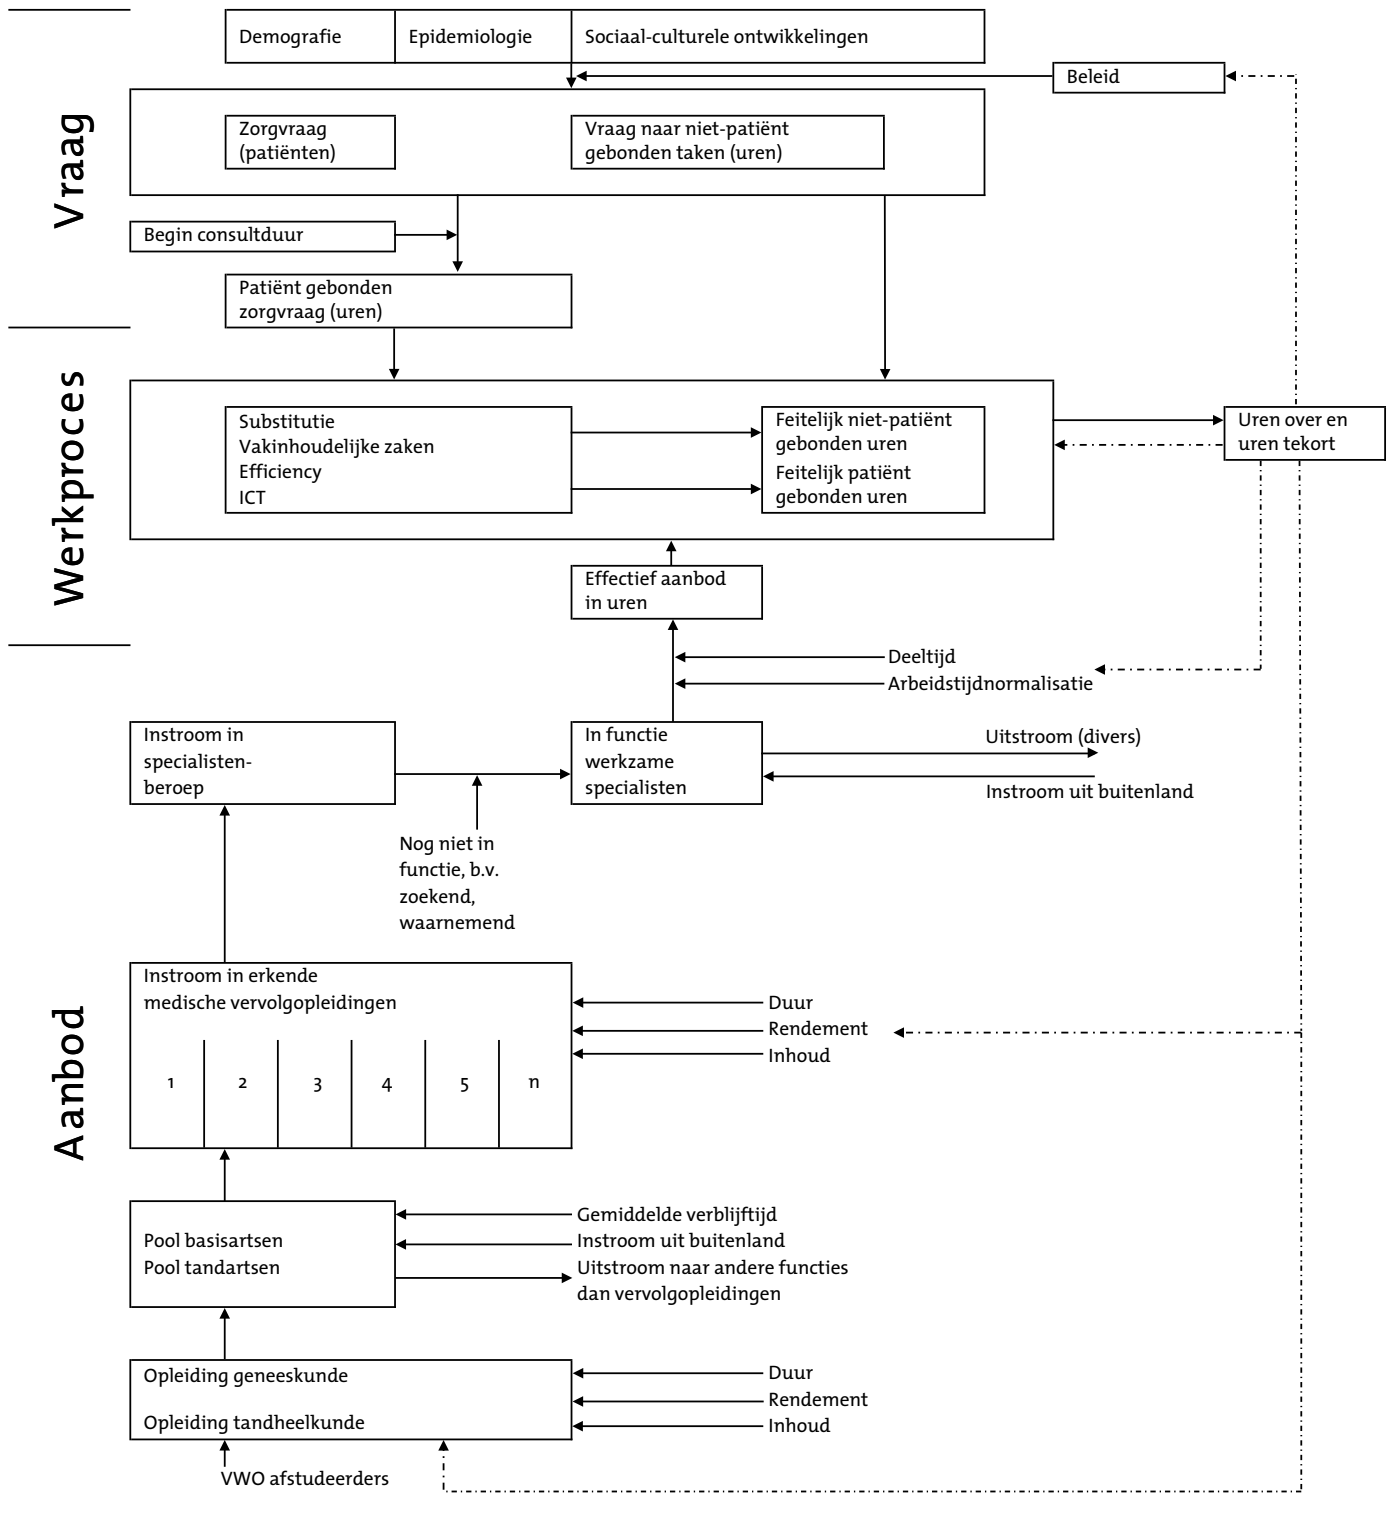 Vraag
Demografie
Epidemiologie
Sociaal-culturele ontwikkelingen
Beleid
Zorgvraag
(patiënten)
Vraag naar niet-patiënt
gebonden taken (uren)
Begin consultduur
Patiënt gebonden
zorgvraag (uren)
Werkproces
Substitutie
Vakinhoudelijke zaken
Efficiency
ICT
Feitelijk niet-patiënt
gebonden uren
Feitelijk patiënt
gebonden uren
Uren over en
uren tekort
Effectief aanbod
in uren
Deeltijd
Arbeidstijdnormalisatie
Aanbod
Instroom in
specialisten-
beroep
In functie
werkzame
specialisten
Uitstroom (divers)
Instroom uit buitenland
Nog niet in
functie, b.v.
zoekend,
waarnemend
Instroom in erkende
medische vervolgopleidingen
1 2 3 4 5 n
Duur
Rendement
Inhoud
Pool basisartsen
Pool tandartsen
Gemiddelde verblijftijd
Instroom uit buitenland
Uitstroom naar andere functies
dan vervolgopleidingen
Opleiding geneeskunde
Opleiding tandheelkunde
Duur
Rendement
Inhoud
VWO afstudeerders